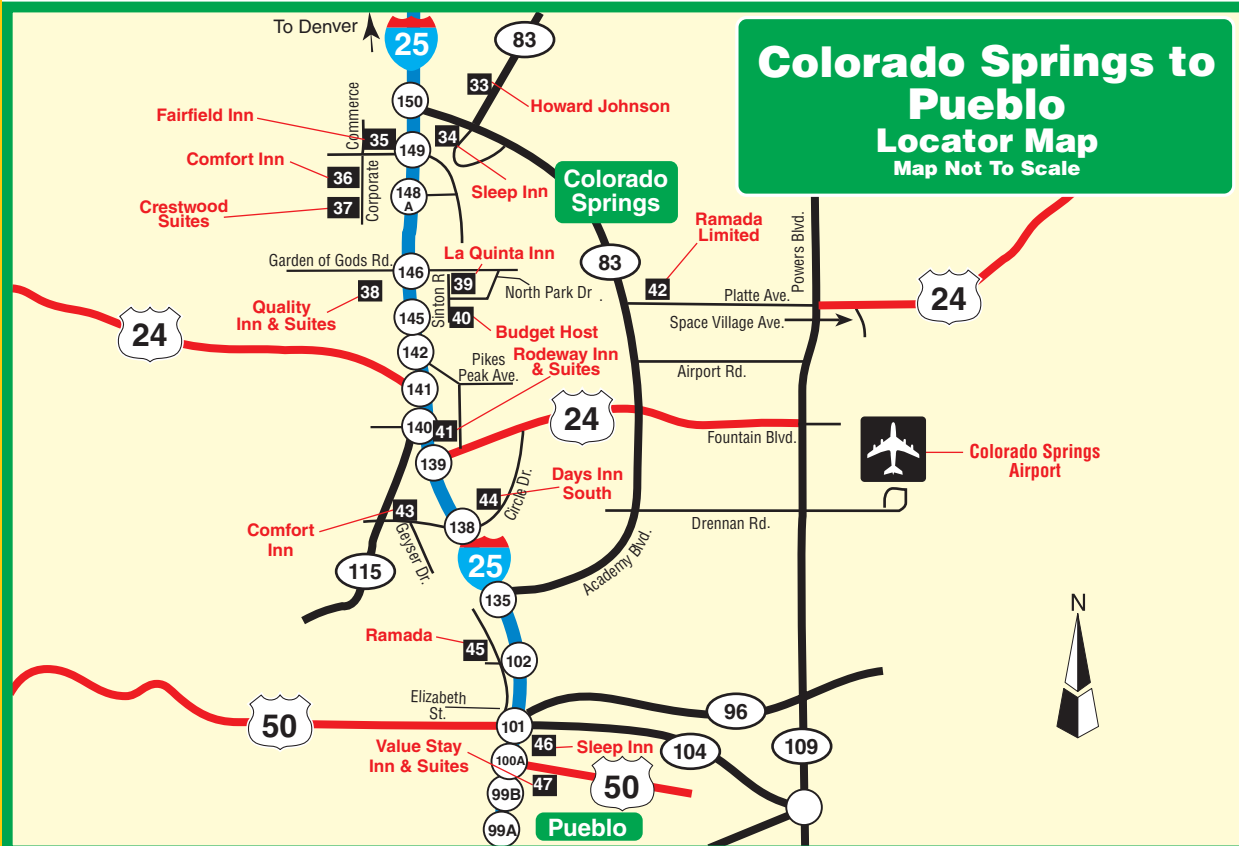 To Denver
25
83
Colorado Springs to
Pueblo
Locator Map
Map Not To Scale
33
Howard Johnson
150
Commerce
Fairfield Inn
35
34
149
Comfort Inn
36
Corporate
Sleep Inn
148
A
Crestwood
Suites
37
Colorado
Springs
Ramada
Limited
Powers Blvd.
Garden of Gods Rd.
146
La Quinta Inn
83
39
North Park Dr .
Sinton R
38
Quality
Inn & Suites
42
Platte Ave.
24
Space Village Ave.
145
40
Budget Host
24
142
Rodeway Inn
& Suites
Pikes
Peak Ave.
Airport Rd.
141
140
41
24
Fountain Blvd.
Colorado Springs
Airport
139
Days Inn
South
44
Circle Dr.
43
Comfort
Inn
138
Geyser Dr.
Drennan Rd.
115
25
Academy Blvd.
135
N
Ramada
45
102
Elizabeth
St.
50
101
96
46
Sleep Inn
104
109
Value Stay
Inn & Suites
100A
47
50
99B
99A
Pueblo